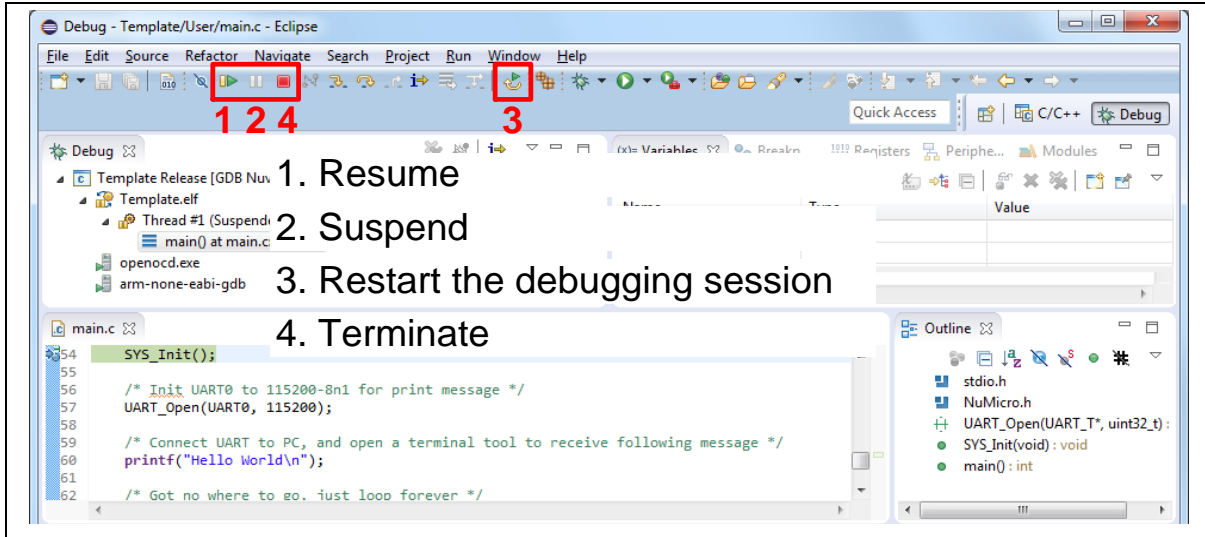 Debug - Template/User/main.c - Eclipse
File Edit Source Refactor Navigate Search Project Run Window Help
1 2 4 3
Quick Access C/C++ Debug
Debug (x)= Variables Breakn Registers Periphe... Modules
Template Release [GDB Nuv
1. Resume
Template.elf
Name Type Value
Thread #1 (Suspende
2. Suspend
main() at main.c:
openocd.exe
3. Restart the debugging session
arm-none-eabi-gdb
4. Terminate
main.c Outline
54 SYS_Init();
55
56 /* Init UART0 to 115200-8n1 for print message */
57 UART_Open(UART0, 115200);
58
59 /* Connect UART to PC, and open a terminal tool to receive following message */
60 printf("Hello World\n");
61
62 /* Got no where to go, just loop forever */
stdio.h
NuMicro.h
UART_Open(UART_T*, uint32_t) :
SYS_Init(void) : void
main() : int